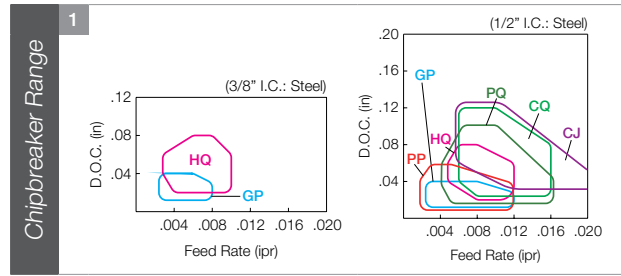 Chipbreaker Range
1
(3/8" I.C.: Steel)
.12
.08
.04
D.O.C. (in)
HQ
GP
.004 .008 .012 .016 .020
Feed Rate (ipr)
(1/2" I.C.: Steel)
.20
.16
.12
.08
.04
D.O.C. (in)
GP
PQ
CQ
CJ
HQ
PP
.004 .008 .012 .016 .020
Feed Rate (ipr)